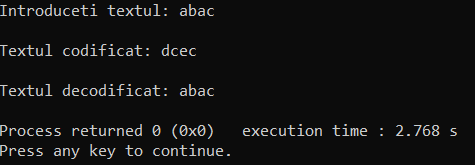 Introduceti textul: abac
Textul codificat: dcec
Textul decodificat: abac
Process returned 0 (0x0)   execution time : 2.768 s
Press any key to continue.